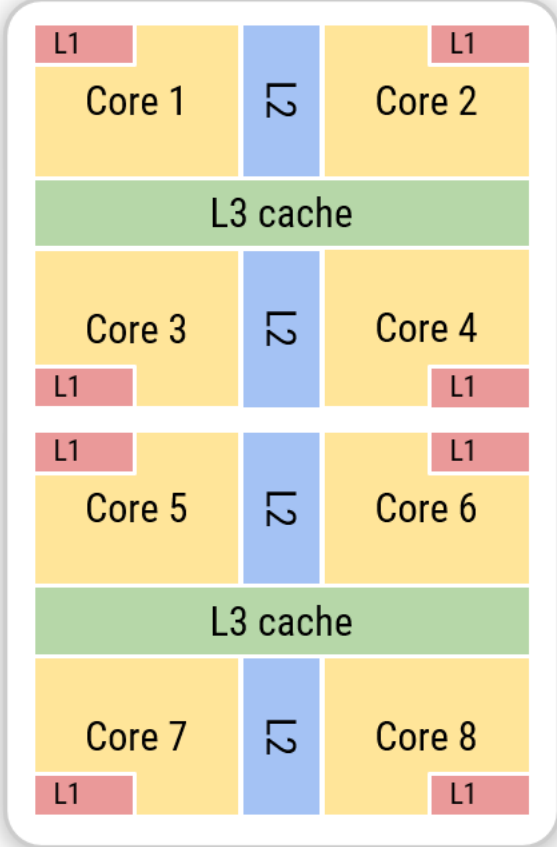 L1
L1
Core 1
L2
Core 2
L3 cache
Core 3
L2
Core 4
L1
L1
L1
L1
Core 5
L2
Core 6
L3 cache
Core 7
L2
Core 8
L1
L1